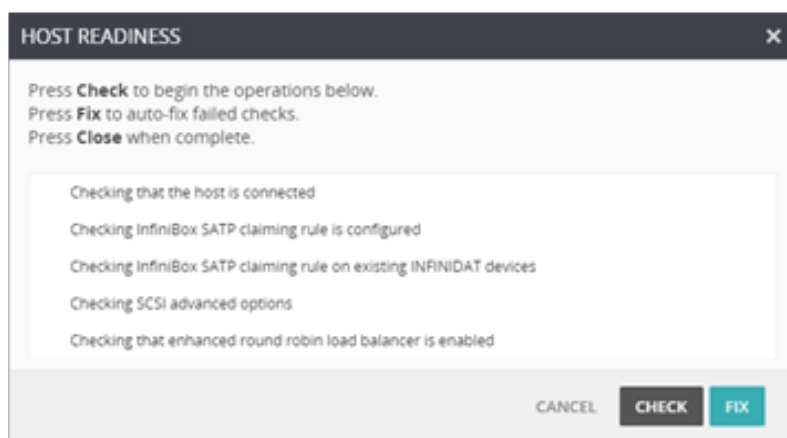 HOST READINESS ×
Press Check to begin the operations below.
Press Fix to auto-fix failed checks.
Press Close when complete.
Checking that the host is connected
Checking InfiniBox SATP claiming rule is configured
Checking InfiniBox SATP claiming rule on existing INFINIDAT devices
Checking SCSI advanced options
Checking that enhanced round robin load balancer is enabled
CANCEL CHECK FIX